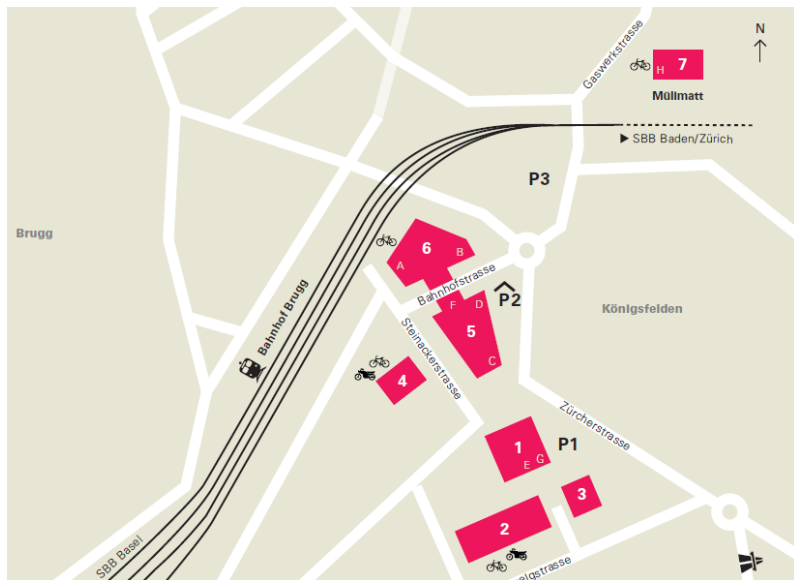 N
Gaswerkstrasse
H
7
Müllmatt
SBB Baden/Zürich
P3
Brugg
6
A
B
Bahnhofstrasse
Bahnhof Brugg
P2
Königsfelden
F
D
5
C
Steinackerstrasse
4
Zürcherstrasse
1
E
G
P1
3
2
SBB Basel